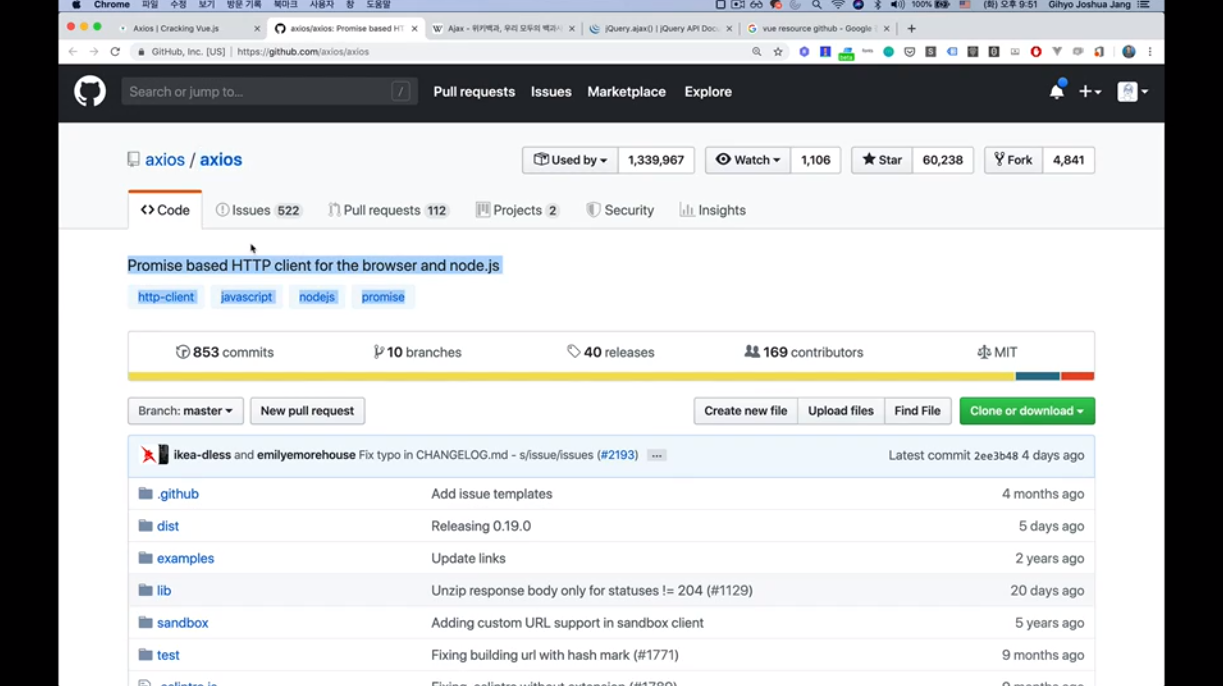 Chrome 파일 수정 보기 방문 기록 북마크 사용자 창 도움말 100% (화) 오후 9:51 Gihyo Joshua Jang
Axios | Cracking Vue.js × axios/axios: Promise based HT × Ajax - 위키백과, 우리 모두의 백과사 × jQuery.ajax() | jQuery API Doc × vue resource github - Google ×
GitHub, Inc. [US] | https://github.com/axios/axios
Search or jump to... / Pull requests Issues Marketplace Explore
axios / axios Used by 1,339,967 Watch 1,106 Star 60,238 Fork 4,841
Code Issues 522 Pull requests 112 Projects 2 Security Insights
Promise based HTTP client for the browser and node.js
http-client javascript nodejs promise
853 commits 10 branches 40 releases 169 contributors MIT
Branch: master New pull request Create new file Upload files Find File Clone or download
ikea-dless and emilyemorehouse Fix typo in CHANGELOG.md - s/issue/issues (#2193) ... Latest commit 2ee3b48 4 days ago
.github Add issue templates 4 months ago
dist Releasing 0.19.0 5 days ago
examples Update links 2 years ago
lib Unzip response body only for statuses != 204 (#1129) 20 days ago
sandbox Adding custom URL support in sandbox client 5 years ago
test Fixing building url with hash mark (#1771) 9 months ago